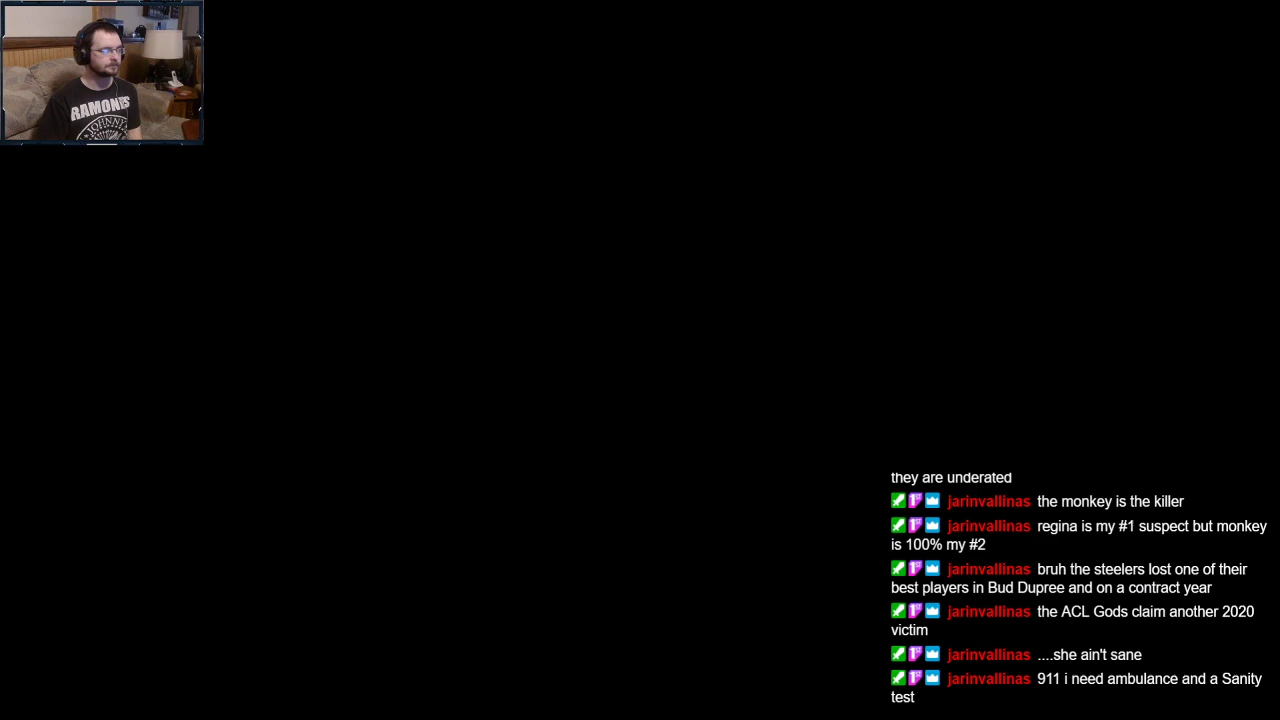 RAMONES
JOHNNY
they are underated
jarinvallinas the monkey is the killer
jarinvallinas regina is my #1 suspect but monkey
is 100% my #2
jarinvallinas bruh the steelers lost one of their
best players in Bud Dupree and on a contract year
jarinvallinas the ACL Gods claim another 2020
victim
jarinvallinas ....she ain't sane
jarinvallinas 911 i need ambulance and a Sanity
test